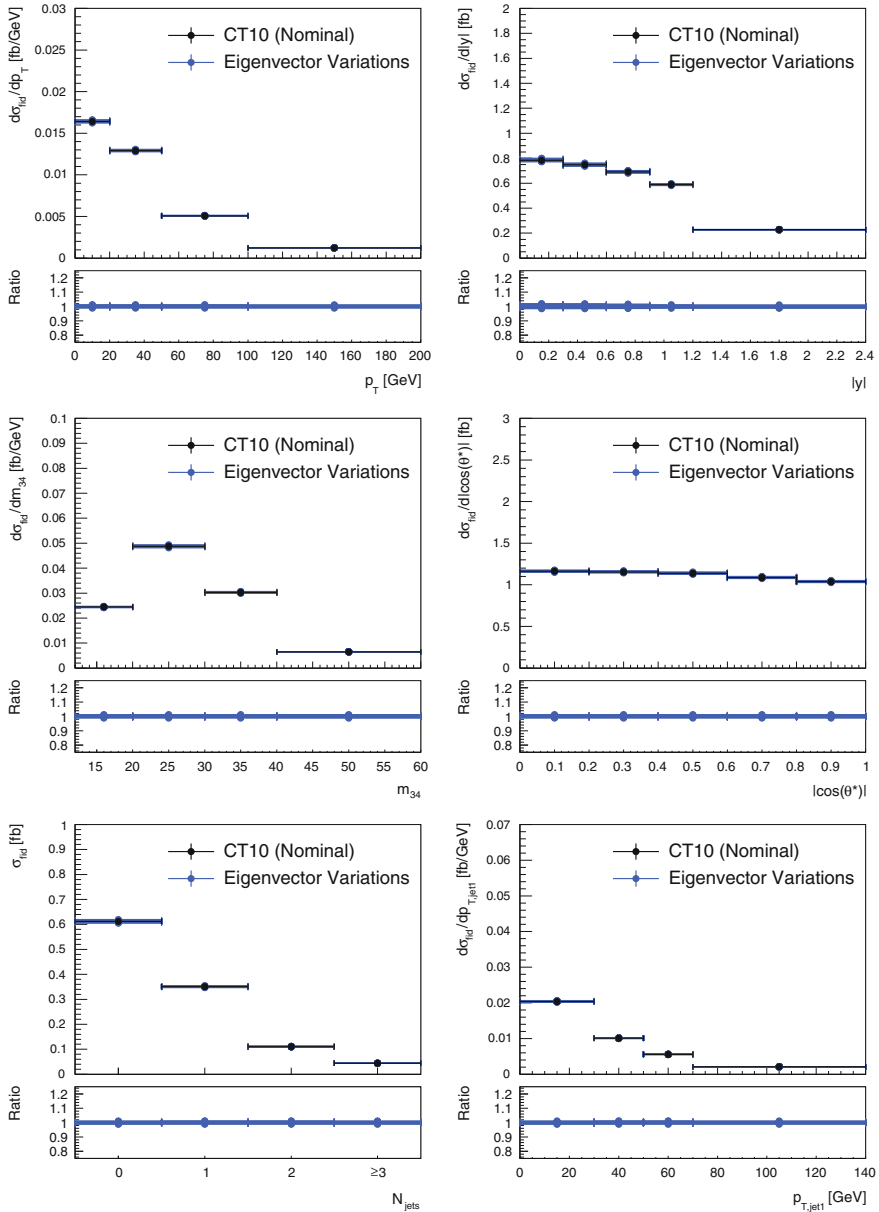 dσ_fid/dp_T [fb/GeV]
0.03
0.025
0.02
0.015
0.01
0.005
0
CT10 (Nominal)
Eigenvector Variations
Ratio
1.2
1.1
1
0.9
0.8
0 20 40 60 80 100 120 140 160 180 200
p_T [GeV]
dσ_fid/d|y| [fb]
2
1.8
1.6
1.4
1.2
1
0.8
0.6
0.4
0.2
0
CT10 (Nominal)
Eigenvector Variations
Ratio
1.2
1.1
1
0.9
0.8
0 0.2 0.4 0.6 0.8 1 1.2 1.4 1.6 1.8 2 2.2 2.4
|y|
dσ_fid/dm_34 [fb/GeV]
0.1
0.09
0.08
0.07
0.06
0.05
0.04
0.03
0.02
0.01
0
CT10 (Nominal)
Eigenvector Variations
Ratio
1.2
1.1
1
0.9
0.8
15 20 25 30 35 40 45 50 55 60
m_34
dσ_fid/d|cos(θ*)| [fb]
3
2.5
2
1.5
1
0.5
0
CT10 (Nominal)
Eigenvector Variations
Ratio
1.2
1.1
1
0.9
0.8
0 0.1 0.2 0.3 0.4 0.5 0.6 0.7 0.8 0.9 1
|cos(θ*)|
σ_fid [fb]
1
0.9
0.8
0.7
0.6
0.5
0.4
0.3
0.2
0.1
0
CT10 (Nominal)
Eigenvector Variations
Ratio
1.2
1.1
1
0.9
0.8
0 1 2 ≥3
N_jets
dσ_fid/dp_T,jet1 [fb/GeV]
0.07
0.06
0.05
0.04
0.03
0.02
0.01
0
CT10 (Nominal)
Eigenvector Variations
Ratio
1.2
1.1
1
0.9
0.8
0 20 40 60 80 100 120 140
p_T,jet1 [GeV]